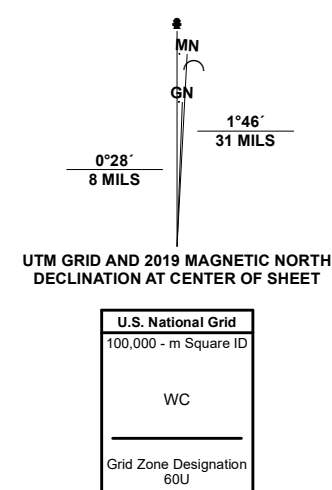 MN
GN
1°46´
31 MILS
0°28´
8 MILS
UTM GRID AND 2019 MAGNETIC NORTH
DECLINATION AT CENTER OF SHEET
U.S. National Grid
100,000 - m Square ID
WC
Grid Zone Designation
60U